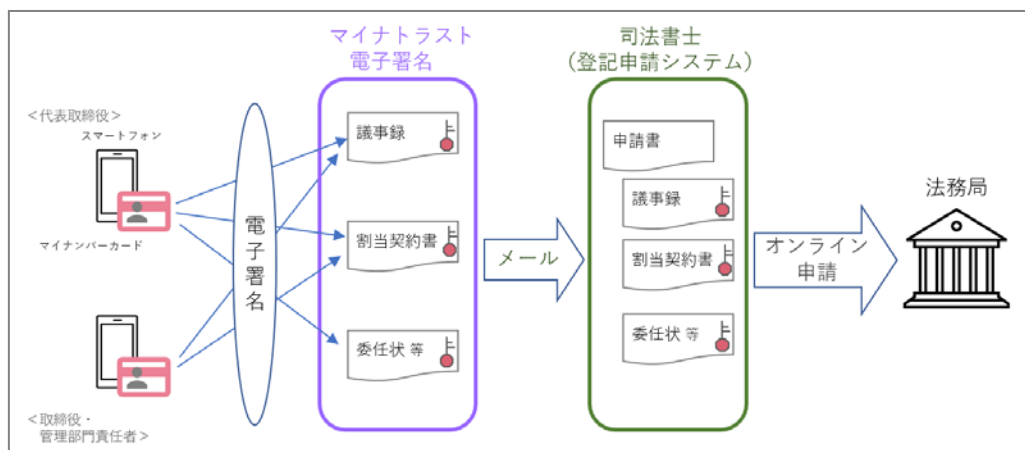 マイナトラスト
電子署名
司法書士
（登記申請システム）
＜代表取締役＞
スマートフォン
マイナンバーカード
＜取締役・
管理部門責任者＞
電子署名
議事録
割当契約書
委任状 等
メール
申請書
議事録
割当契約書
委任状 等
オンライン
申請
法務局